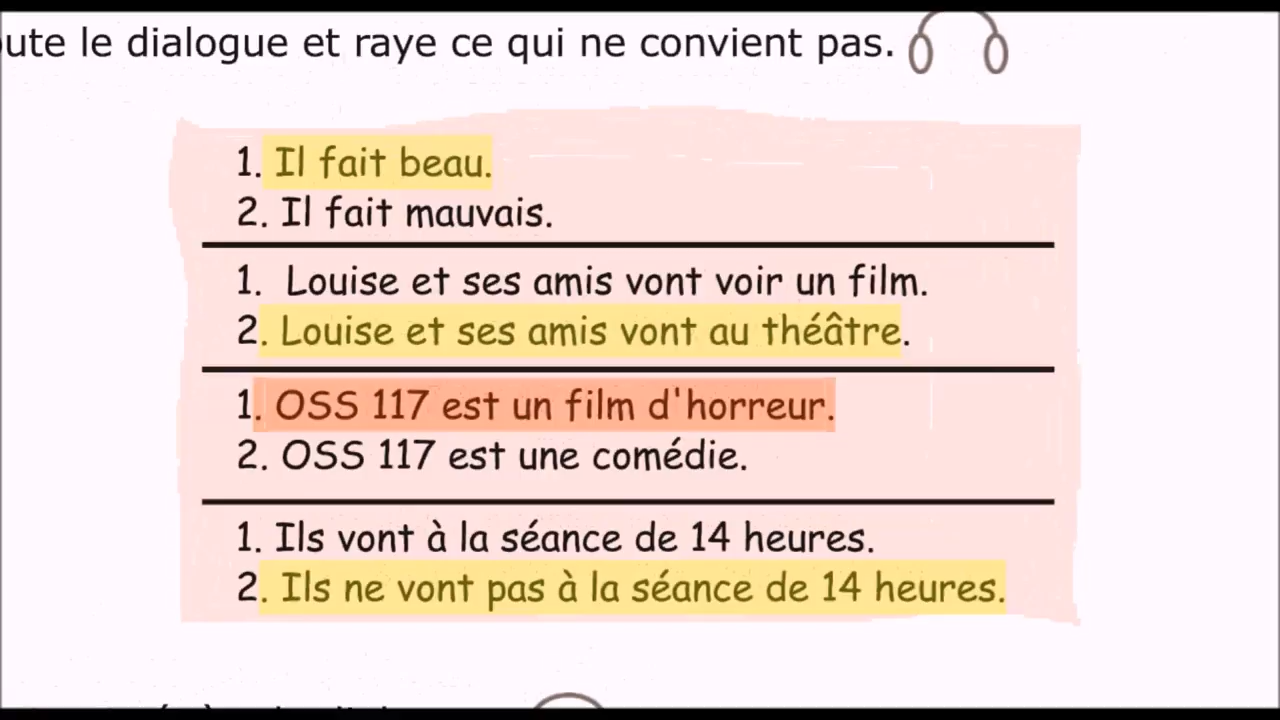 ute le dialogue et raye ce qui ne convient pas.
1. Il fait beau.
2. Il fait mauvais.
1. Louise et ses amis vont voir un film.
2. Louise et ses amis vont au théâtre.
1. OSS 117 est un film d'horreur.
2. OSS 117 est une comédie.
1. Ils vont à la séance de 14 heures.
2. Ils ne vont pas à la séance de 14 heures.